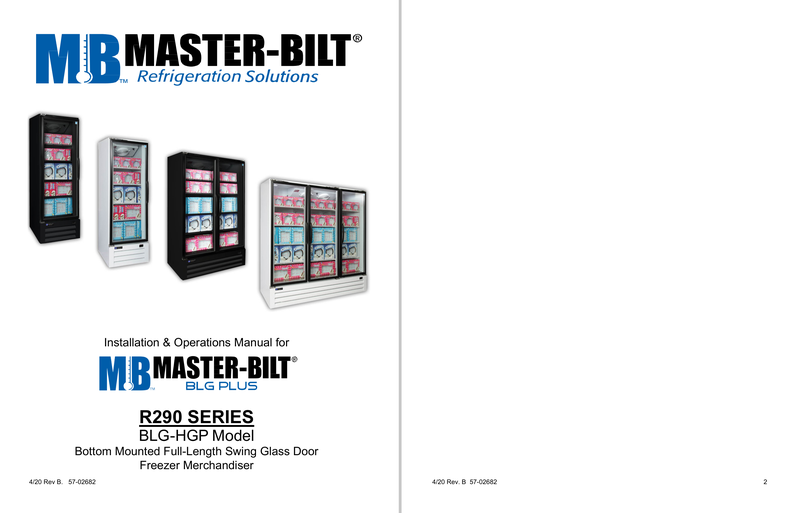 MB MASTER-BILT®
™ Refrigeration Solutions
Installation & Operations Manual for
MB MASTER-BILT®
™ BLG PLUS
R290 SERIES
BLG-HGP Model
Bottom Mounted Full-Length Swing Glass Door
Freezer Merchandiser
4/20 Rev B. 57-02682
4/20 Rev. B 57-02682 2